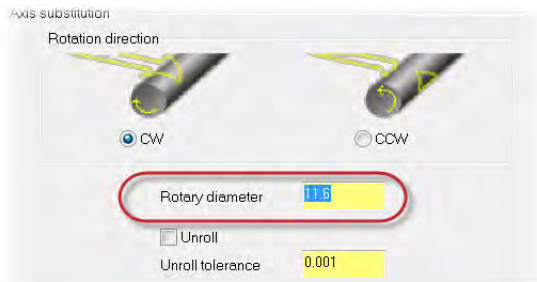 Axis substitution
Rotation direction
CW
CCW
Rotary diameter
11.6
Unroll
Unroll tolerance
0.001